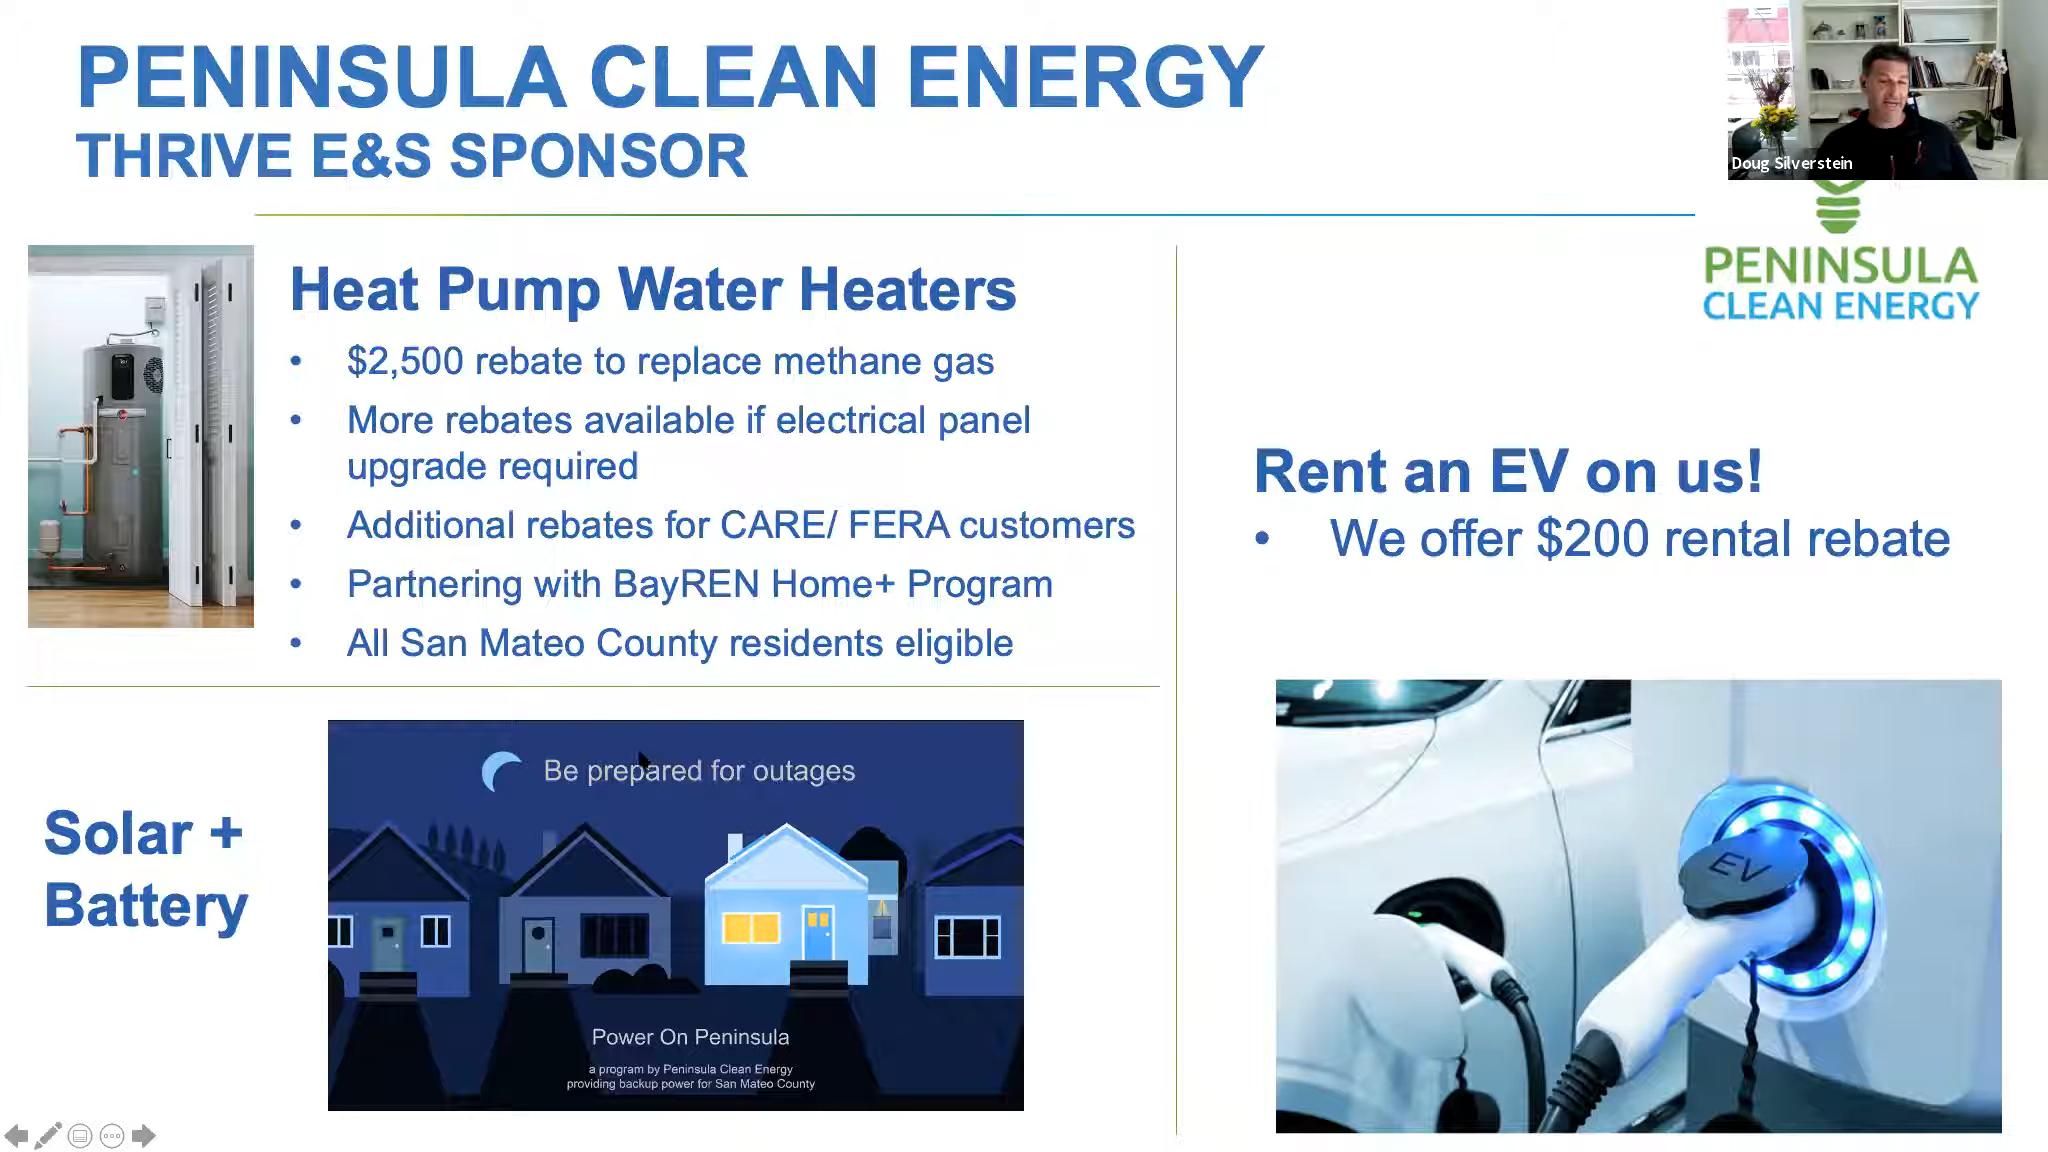 PENINSULA CLEAN ENERGY
THRIVE E&S SPONSOR
Doug Silverstein
PENINSULA
CLEAN ENERGY
Heat Pump Water Heaters
• $2,500 rebate to replace methane gas
• More rebates available if electrical panel
upgrade required
• Additional rebates for CARE/ FERA customers
• Partnering with BayREN Home+ Program
• All San Mateo County residents eligible
Rent an EV on us!
• We offer $200 rental rebate
Solar +
Battery
Be prepared for outages
Power On Peninsula
a program by Peninsula Clean Energy
providing backup power for San Mateo County
EV